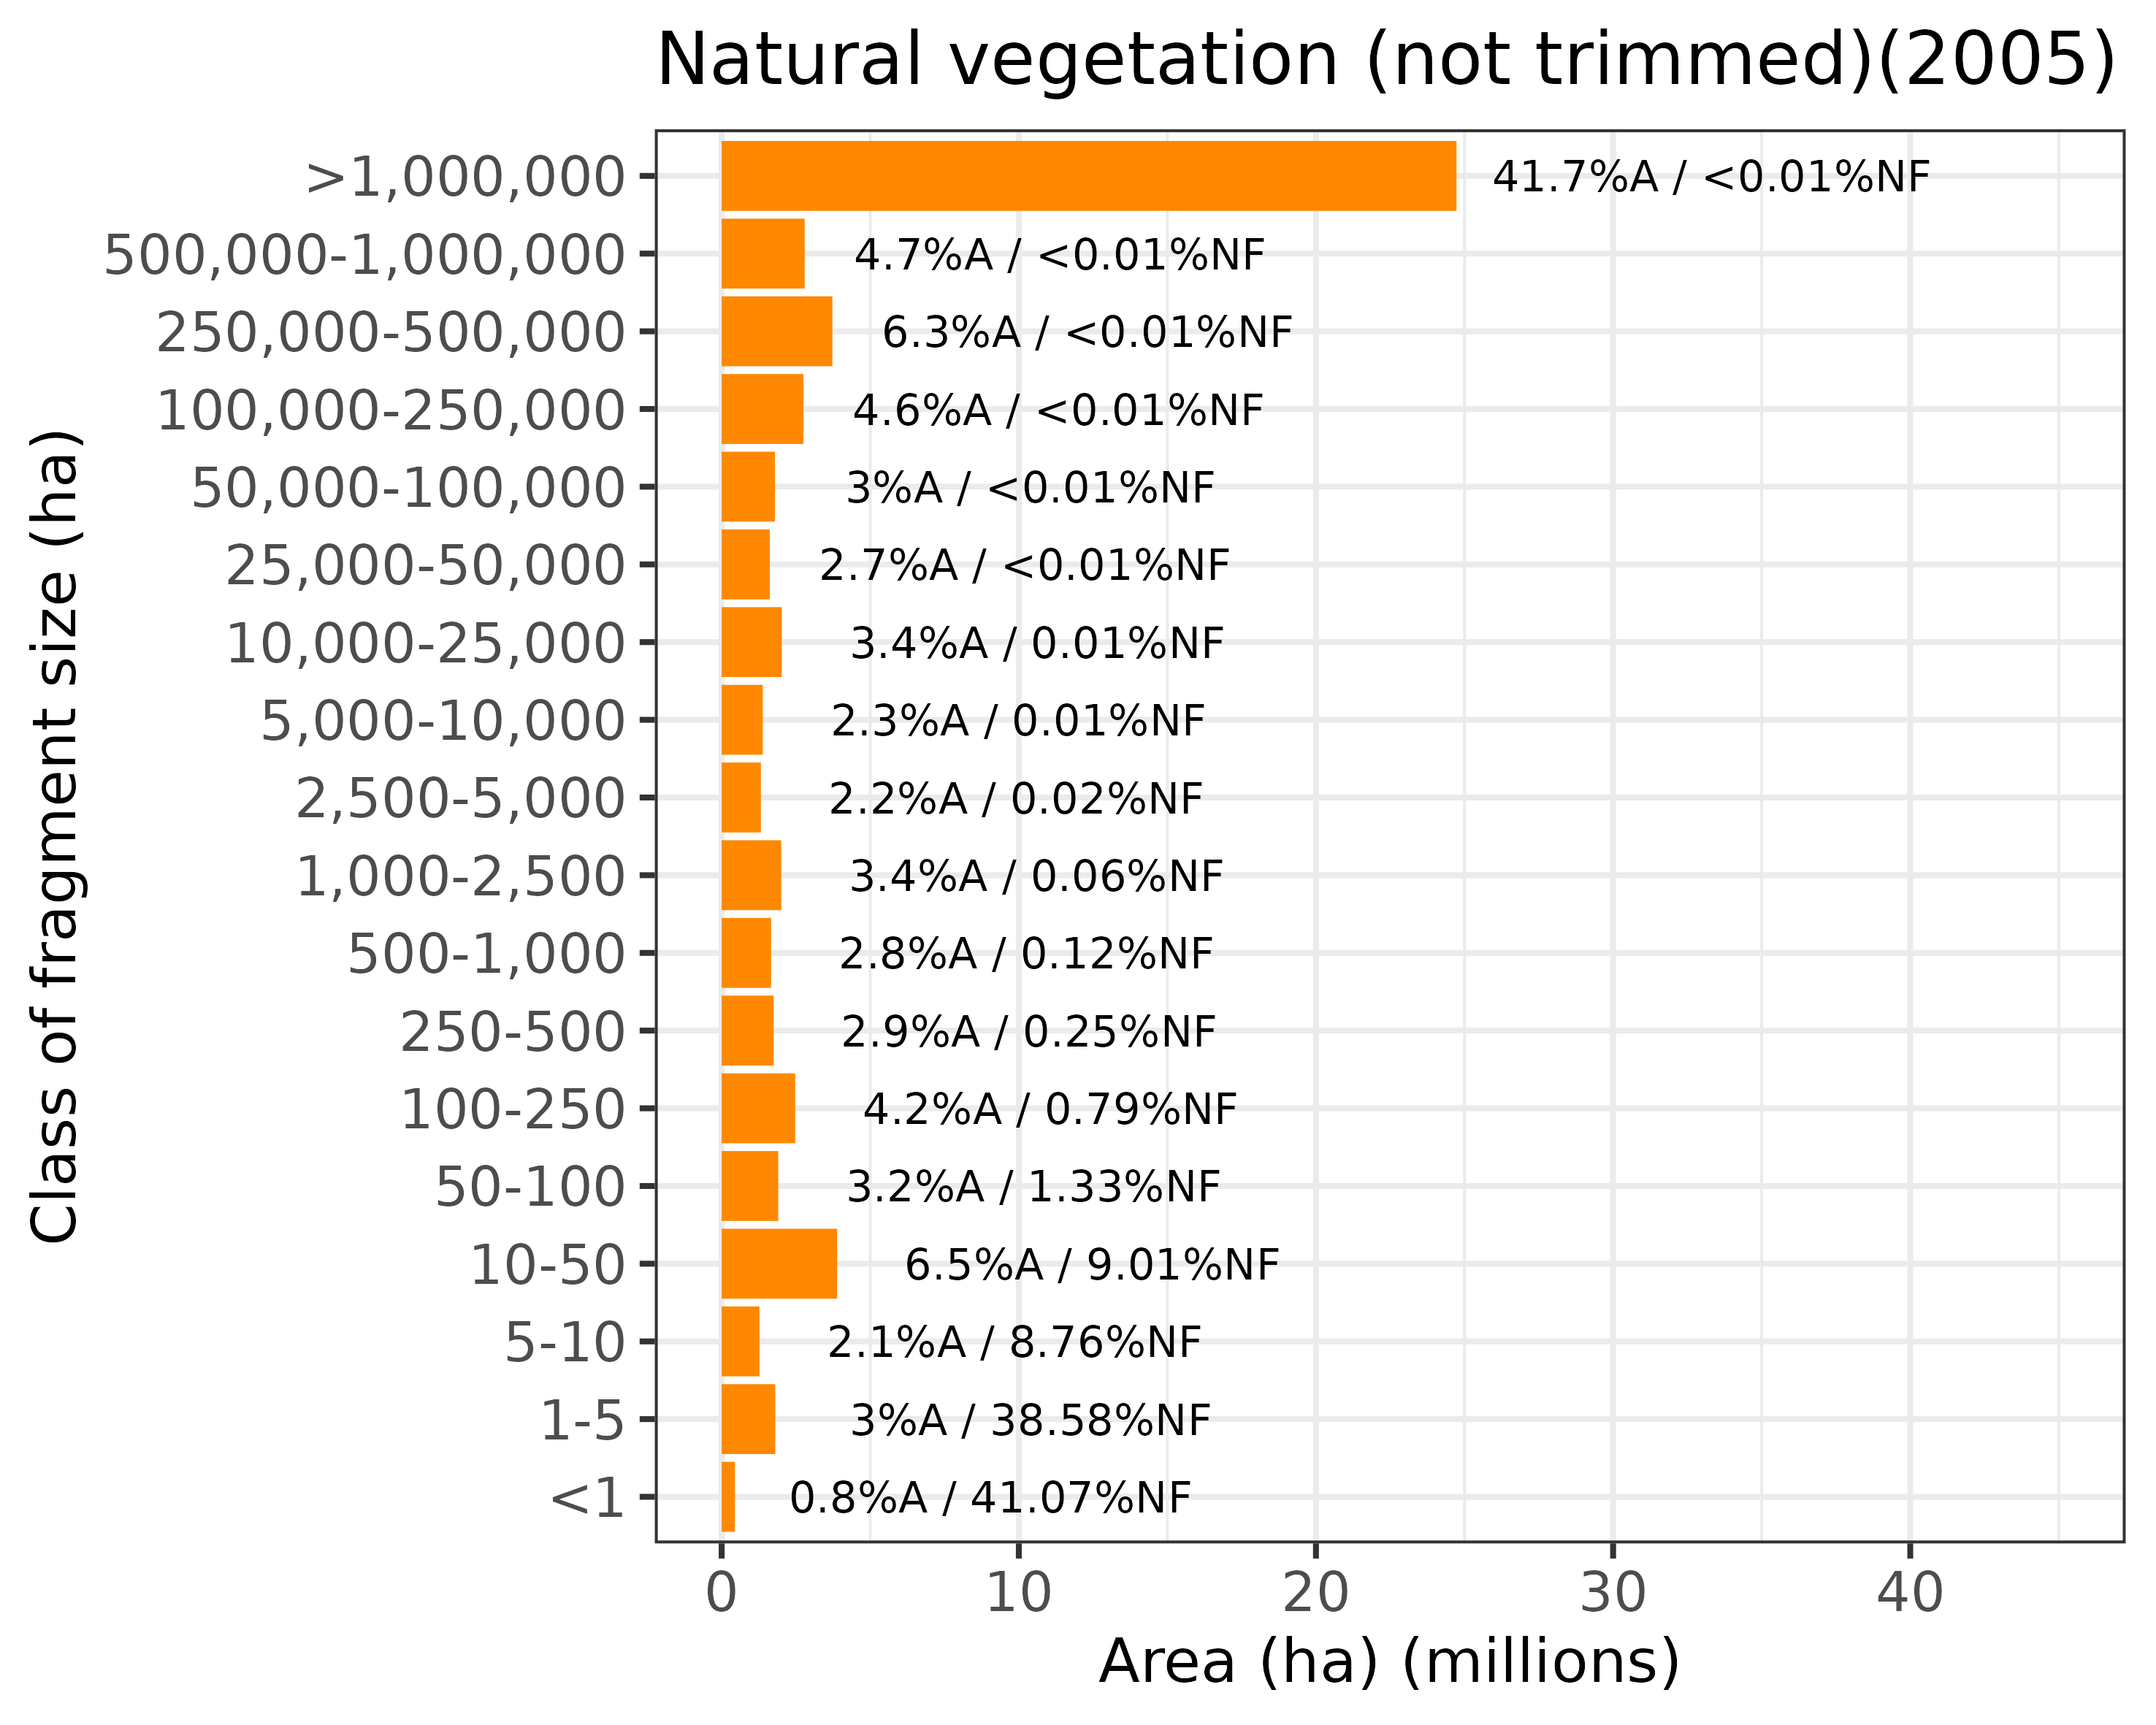 Natural vegetation (not trimmed)(2005)
Class of fragment size (ha)
>1,000,000 41.7%A / <0.01%NF
500,000-1,000,000 4.7%A / <0.01%NF
250,000-500,000 6.3%A / <0.01%NF
100,000-250,000 4.6%A / <0.01%NF
50,000-100,000 3%A / <0.01%NF
25,000-50,000 2.7%A / <0.01%NF
10,000-25,000 3.4%A / 0.01%NF
5,000-10,000 2.3%A / 0.01%NF
2,500-5,000 2.2%A / 0.02%NF
1,000-2,500 3.4%A / 0.06%NF
500-1,000 2.8%A / 0.12%NF
250-500 2.9%A / 0.25%NF
100-250 4.2%A / 0.79%NF
50-100 3.2%A / 1.33%NF
10-50 6.5%A / 9.01%NF
5-10 2.1%A / 8.76%NF
1-5 3%A / 38.58%NF
<1 0.8%A / 41.07%NF
0 10 20 30 40
Area (ha) (millions)